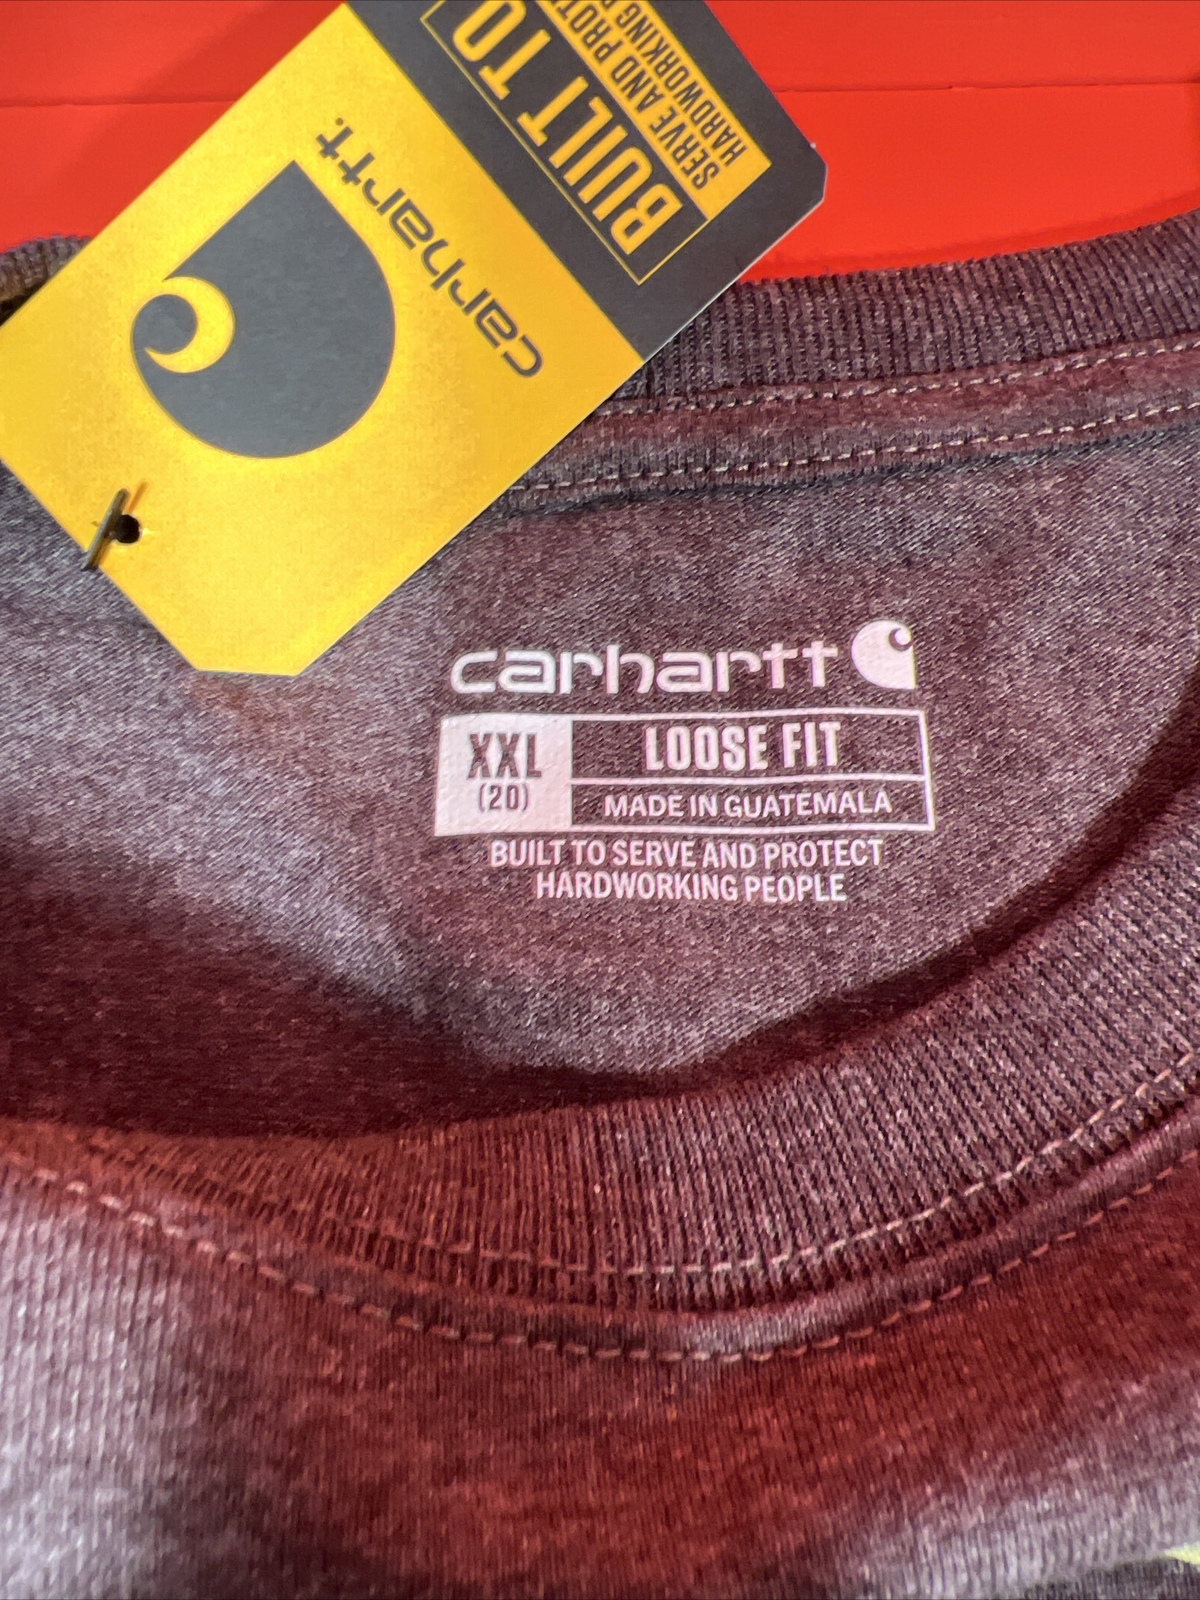 BUILT TO
SERVE AND PROT
HARDWORKING
carhartt.
carhartt
XXL
(20)
LOOSE FIT
MADE IN GUATEMALA
BUILT TO SERVE AND PROTECT
HARDWORKING PEOPLE